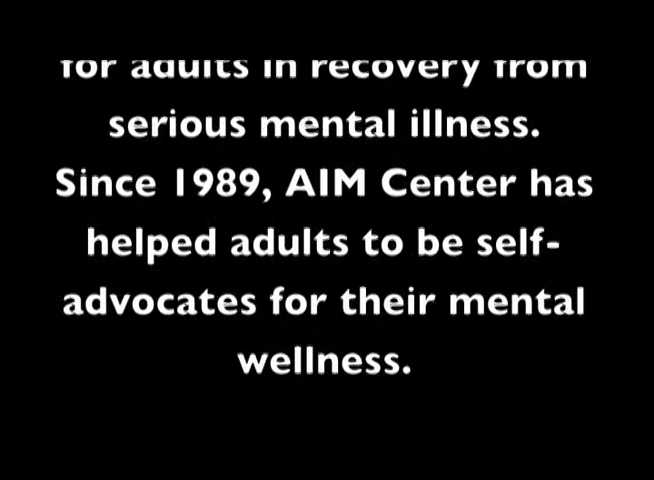 for adults in recovery from
serious mental illness.
Since 1989, AIM Center has
helped adults to be self-
advocates for their mental
wellness.